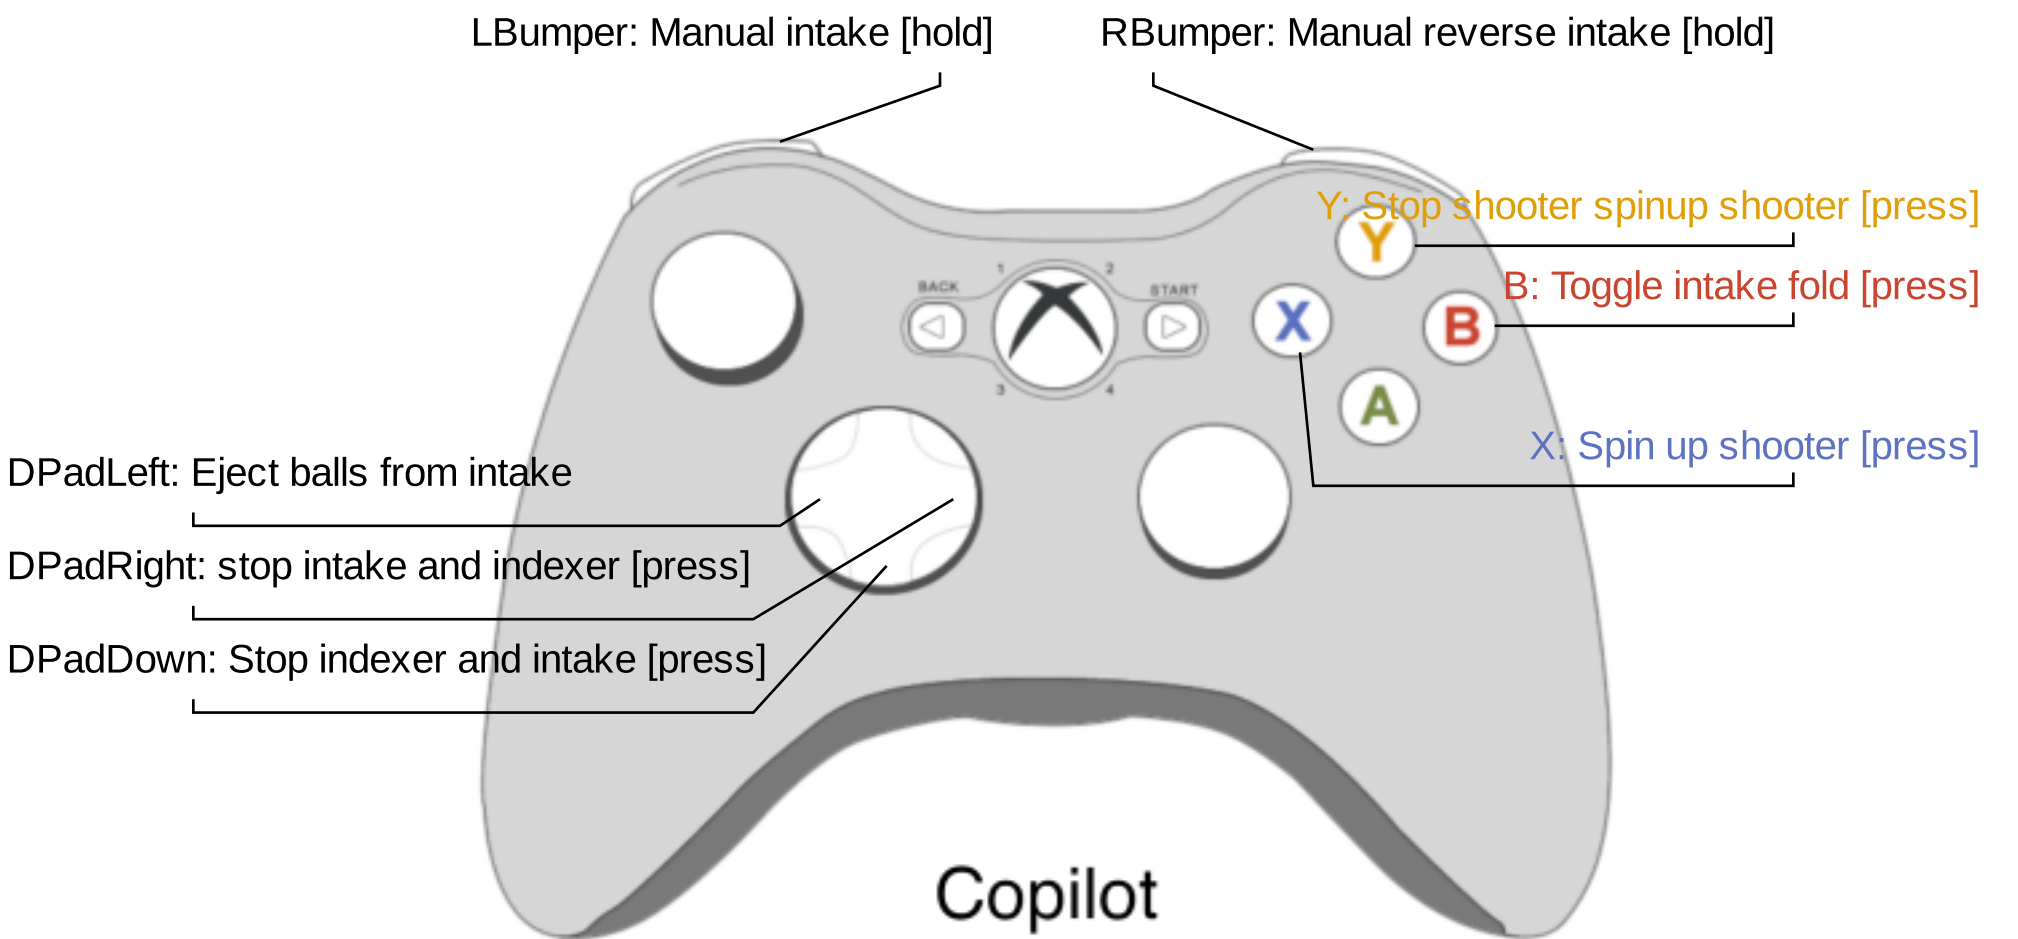 LBumper: Manual intake [hold]
RBumper: Manual reverse intake [hold]
Y: Stop shooter spinup shooter [press]
Y
1
2
BACK
START
B: Toggle intake fold [press]
X
B
3
4
A
X: Spin up shooter [press]
DPadLeft: Eject balls from intake
DPadRight: stop intake and indexer [press]
DPadDown: Stop indexer and intake [press]
Copilot